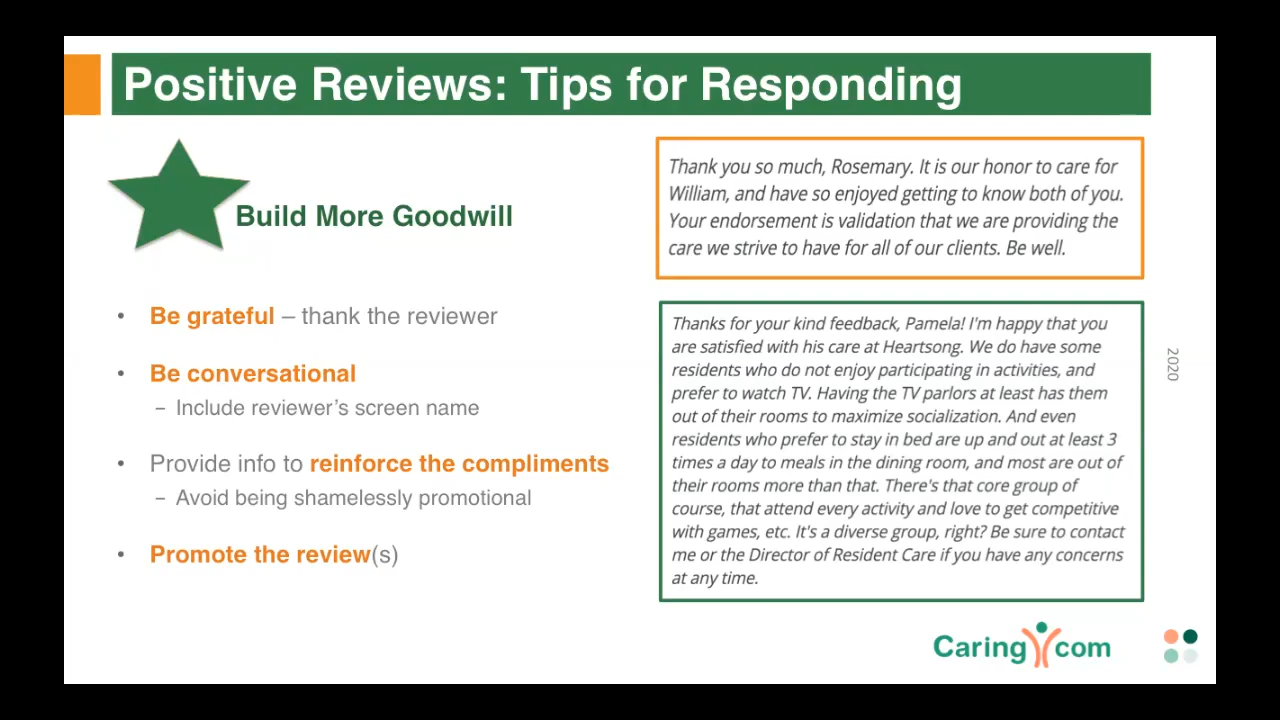 Positive Reviews: Tips for Responding
Build More Goodwill
• Be grateful – thank the reviewer
• Be conversational
– Include reviewer's screen name
• Provide info to reinforce the compliments
– Avoid being shamelessly promotional
• Promote the review(s)
Thank you so much, Rosemary. It is our honor to care for
William, and have so enjoyed getting to know both of you.
Your endorsement is validation that we are providing the
care we strive to have for all of our clients. Be well.
Thanks for your kind feedback, Pamela! I'm happy that you
are satisfied with his care at Heartsong. We do have some
residents who do not enjoy participating in activities, and
prefer to watch TV. Having the TV parlors at least has them
out of their rooms to maximize socialization. And even
residents who prefer to stay in bed are up and out at least 3
times a day to meals in the dining room, and most are out of
their rooms more than that. There's that core group of
course, that attend every activity and love to get competitive
with games, etc. It's a diverse group, right? Be sure to contact
me or the Director of Resident Care if you have any concerns
at any time.
2020
Caring com